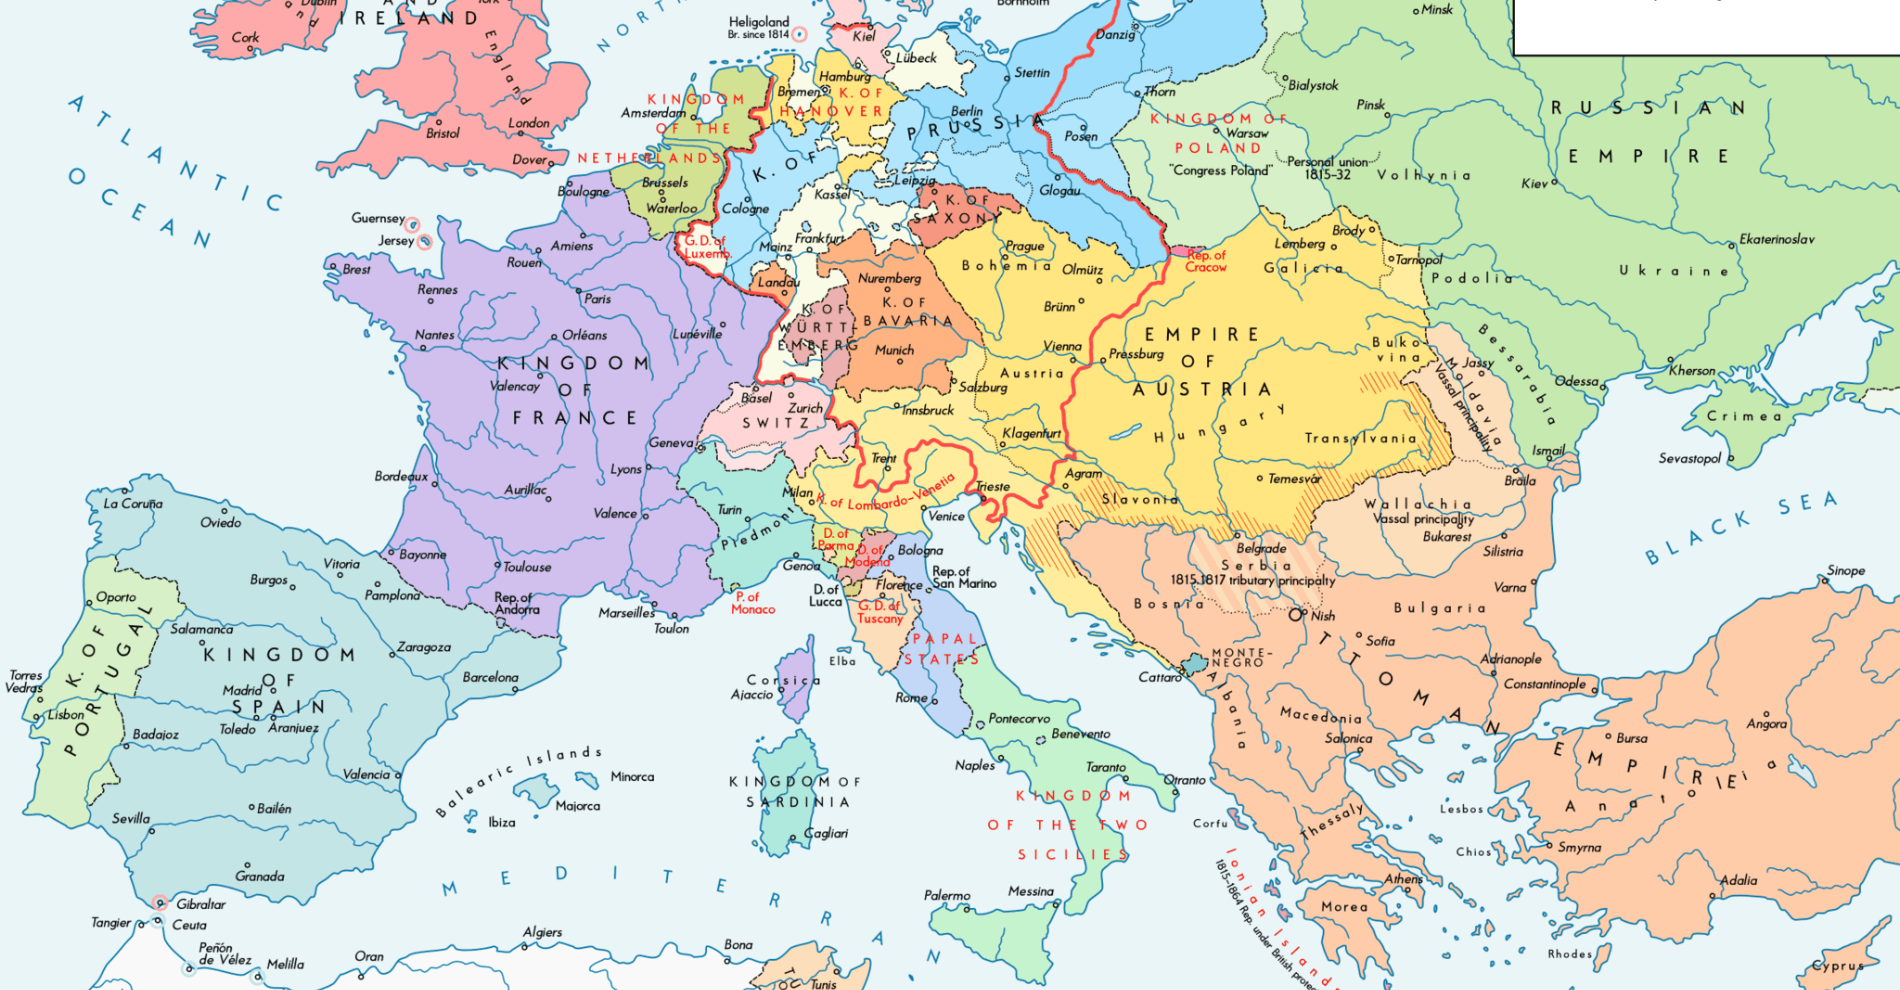 Dublin
AND
IRELAND
and
Cork
York
England
Bristol
London
Dover
ATLANTIC
OCEAN
NORTH
Heligoland
Br. since 1814
Bornholm
Kiel
Lübeck
Hamburg
Bremen
K. OF
HANOVER
Stettin
Danzig
Minsk
Bialystok
Pinsk
Thorn
KINGDOM OF
POLAND
Warsaw
"Congress Poland"
Personal union
1815-32
RUSSIAN
EMPIRE
Volhynia
Kiev
KINGDOM
OF THE
NETHERLANDS
Amsterdam
Brussels
Waterloo
Berlin
K. OF PRUSSIA
Posen
Glogau
Leipzig
Kassel
K. OF
SAXONY
Cologne
G.D. of
Luxemb.
Mainz
Frankfurt
Landau
Nuremberg
K. OF
BAVARIA
Munich
K. OF
WÜRTT-
EMBERG
Guernsey
Jersey
Boulogne
Amiens
Rouen
Brest
Rennes
Paris
Nantes
Orléans
Lunéville
KINGDOM
OF
FRANCE
Valencay
Bordeaux
Aurillac
Lyons
Valence
Bayonne
Toulouse
Marseilles
Toulon
Rep. of
Andorra
Basel
Zurich
SWITZ.
Geneva
Prague
Bohemia
Olmütz
Brünn
Vienna
Austria
Pressburg
Salzburg
Innsbruck
Klagenfurt
Rep. of
Cracow
Lemberg
Brody
Galicia
Tarnopol
Podolia
EMPIRE
OF
AUSTRIA
Hungary
Transylvania
Buko-
vina
Temesvár
Agram
Slavonia
Trent
Trieste
K. of Lombardo-Venetia
Milan
Venice
Turin
Piedmont
Genoa
D. of
Parma
D. of
Modena
Bologna
Rep. of
San Marino
Florence
D. of
Lucca
G. D. of
Tuscany
P. of
Monaco
PAPAL
STATES
Rome
Elba
Corsica
Ajaccio
KINGDOM OF
SARDINIA
Cagliari
Pontecorvo
Benevento
Naples
Taranto
Otranto
KINGDOM
OF THE TWO
SICILIES
Palermo
Messina
Ekaterinoslav
Ukraine
Bessarabia
Moldavia
Vassal principality
Jassy
Odessa
Kherson
Crimea
Ismail
Sevastopol
Braila
Wallachia
Vassal principality
Bukarest
Silistria
Varna
BLACK SEA
Sinope
Belgrade
Serbia
1815.1817 tributary principalty
Bosnia
Nish
Bulgaria
Sofia
Adrianople
Constantinople
MONTE-
NEGRO
Cattaro
Albania
Macedonia
Salonica
OTTOMAN
EMPIRE
Angora
Bursa
Anatolia
Lesbos
Corfu
Thessaly
Chios
Smyrna
Athens
Morea
Adalia
Rhodes
Cyprus
Ionian Islands
1815-1864 Rep. under British protec
La Coruña
Oviedo
Vitoria
Burgos
Pamplona
Oporto
Salamanca
Zaragoza
KINGDOM
OF
SPAIN
Madrid
Toledo
Aranjuez
Barcelona
Torres
Vedras
Lisbon
K. OF
PORTUGAL
Badajoz
Valencia
Balearic Islands
Minorca
Majorca
Ibiza
Bailén
Sevilla
Granada
Gibraltar
Tangier
Ceuta
Peñón
de Vélez
Melilla
Oran
Algiers
Bona
MEDITERRAN
TU
Tunis